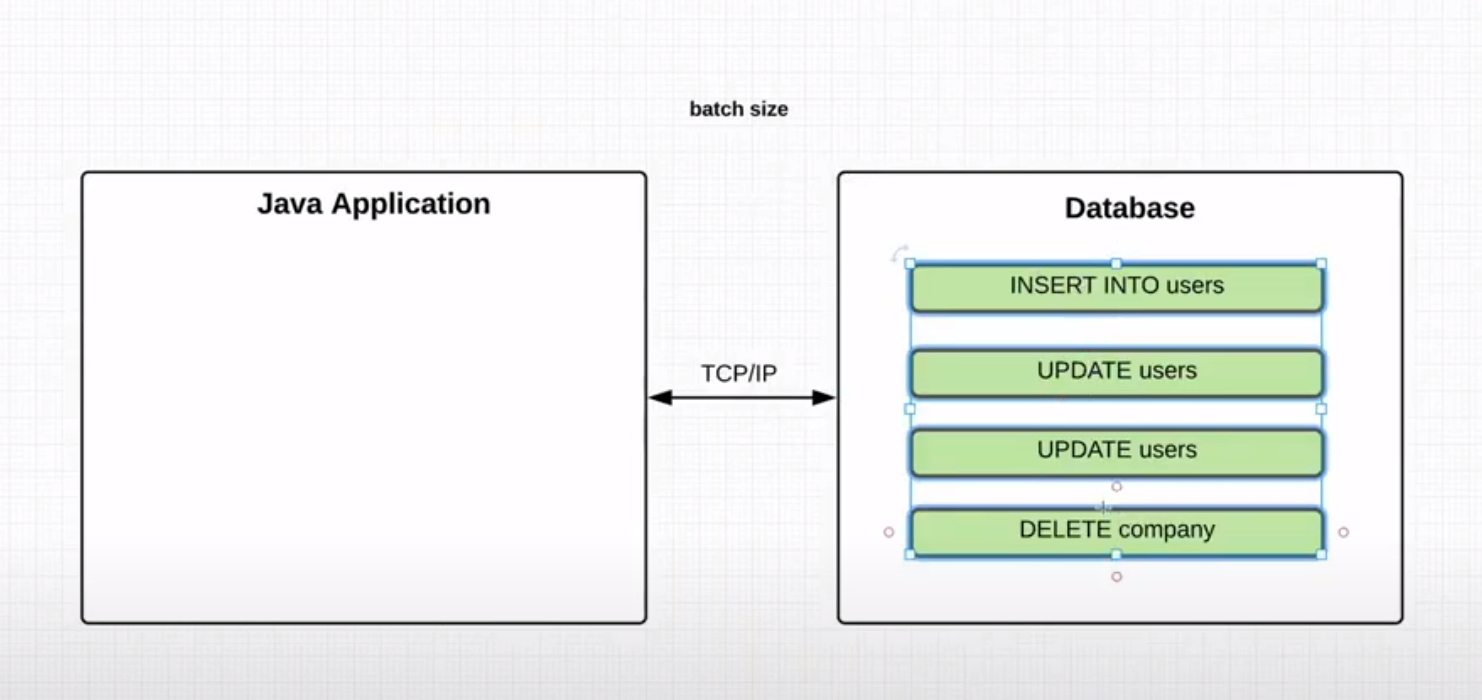 batch size
Java Application
Database
INSERT INTO users
UPDATE users
TCP/IP
UPDATE users
DELETE company